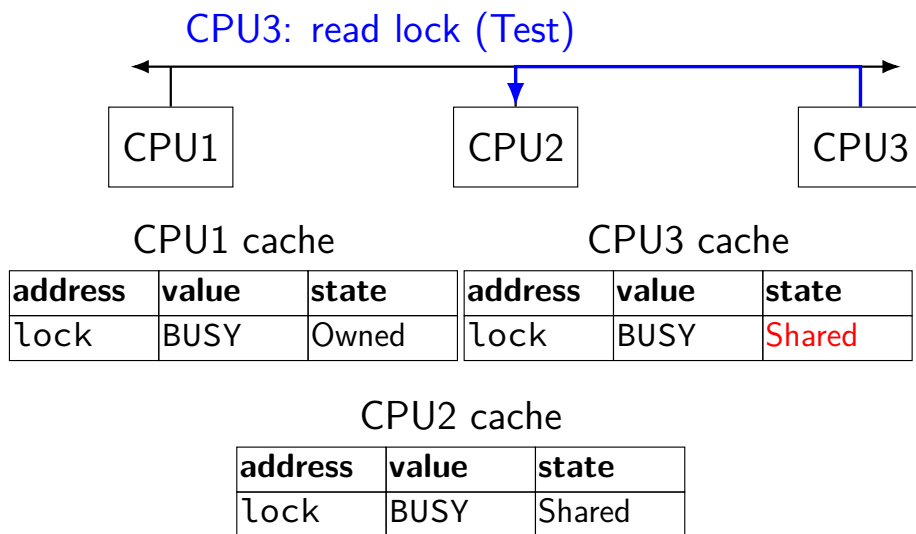 CPU3: read lock (Test)
CPU1 CPU2 CPU3
CPU1 cache
address value state
lock BUSY Owned
CPU3 cache
address value state
lock BUSY Shared
CPU2 cache
address value state
lock BUSY Shared